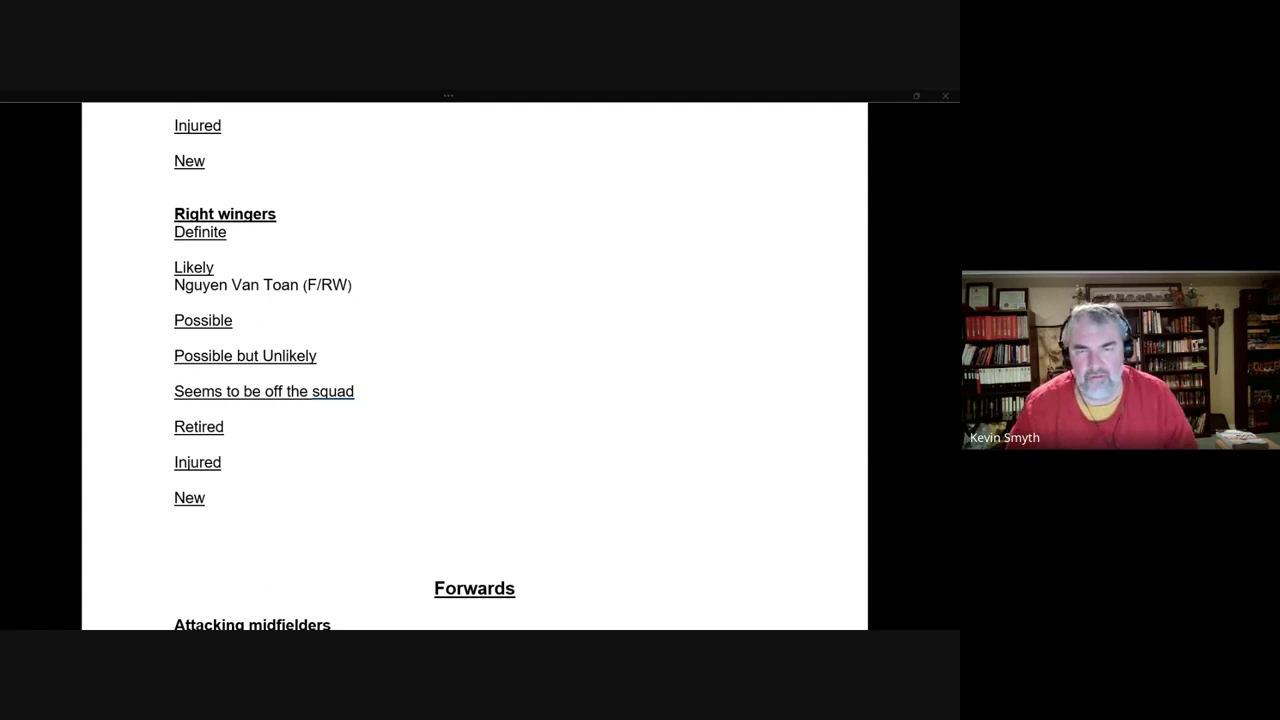 Injured
New
Right wingers
Definite
Likely
Nguyen Van Toan (F/RW)
Possible
Possible but Unlikely
Seems to be off the squad
Retired
Injured
New
Forwards
Attacking midfielders
Kevin Smyth